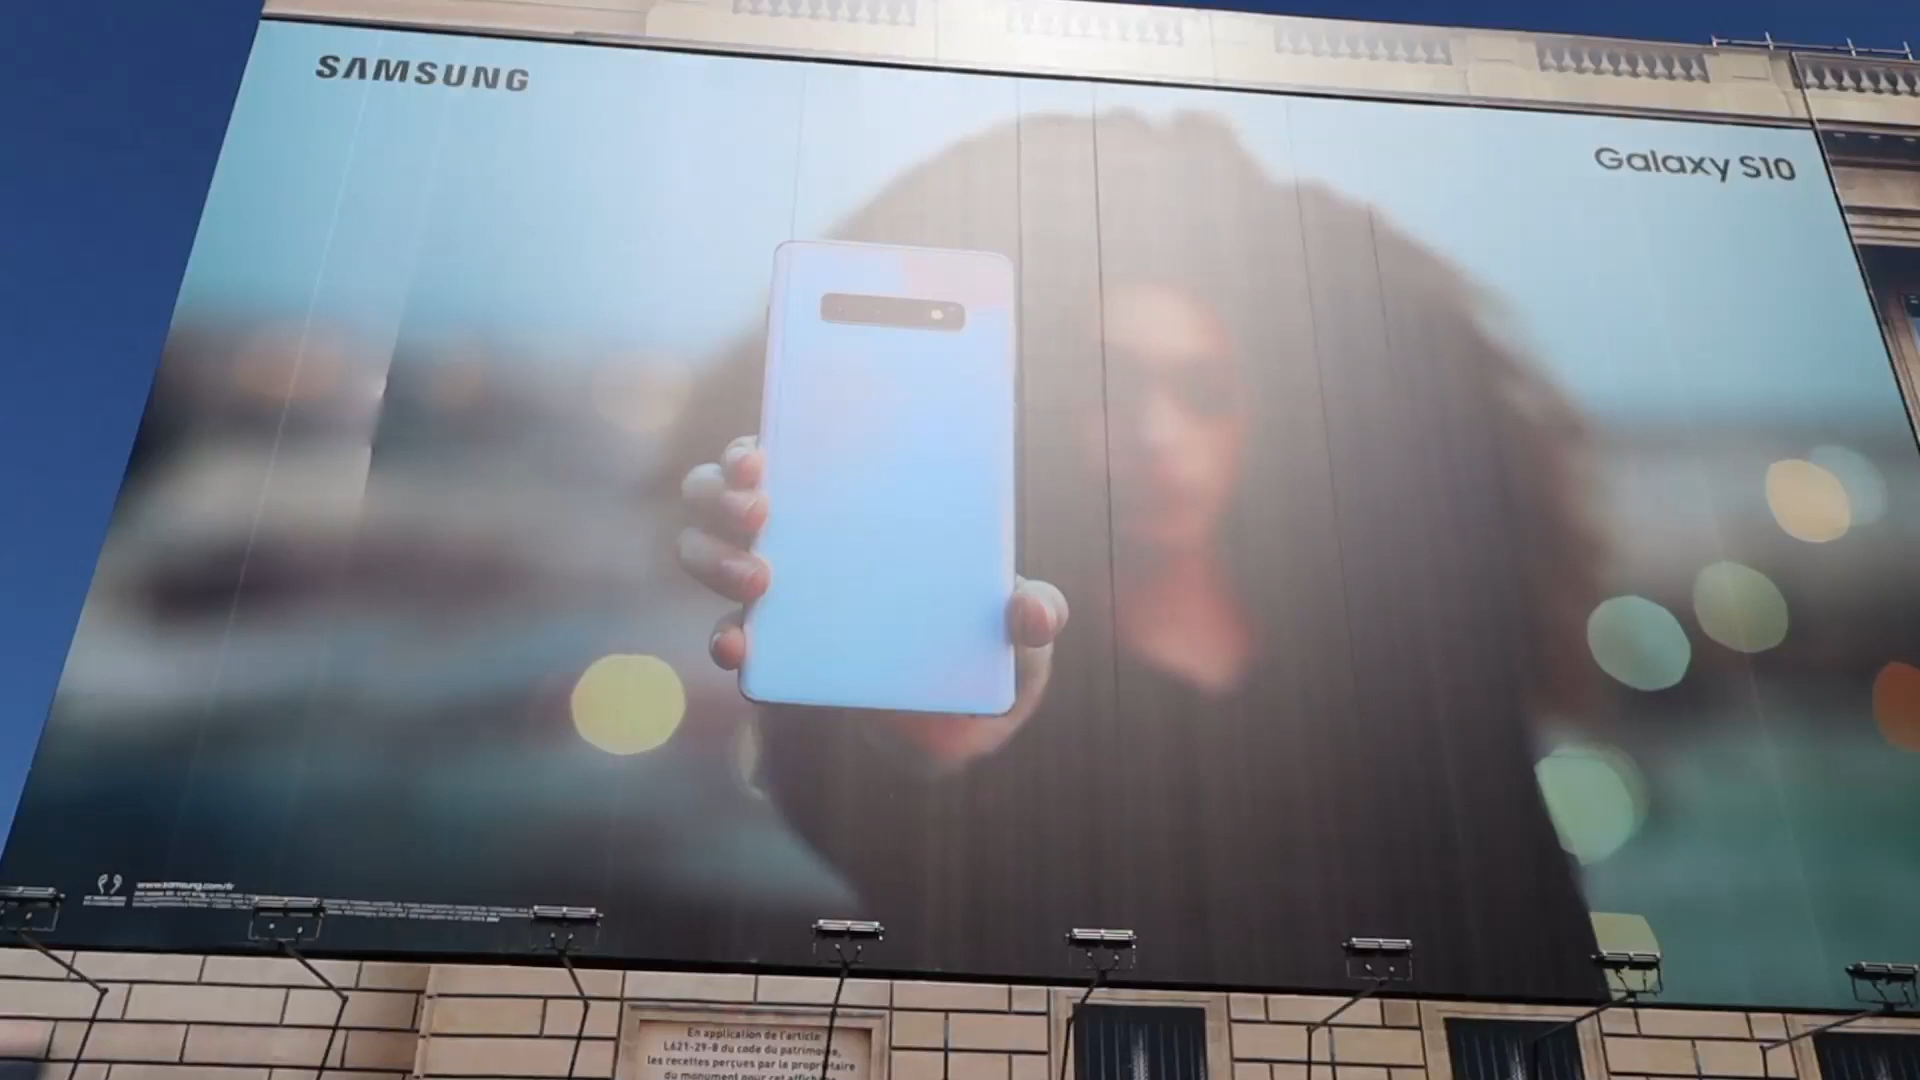 SAMSUNG
Galaxy S10
www.samsung.com/fr
En application de l'article
L621-29-8 du code du patrimoine,
les recettes perçues par le propriétaire
du monument pour cet affichage